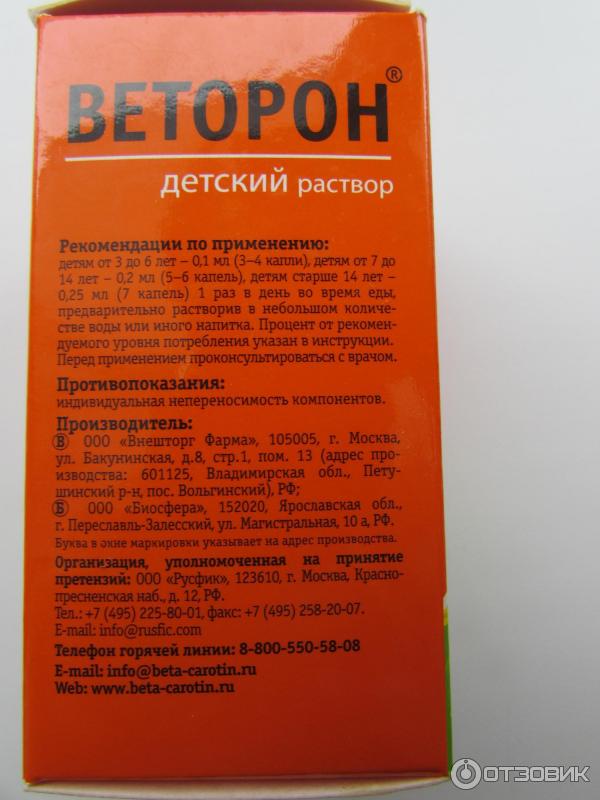 ВЕТОРОН®
детский раствор
Рекомендации по применению:
детям от 3 до 6 лет – 0,1 мл (3–4 капли), детям от 7 до
14 лет – 0,2 мл (5–6 капель), детям старше 14 лет –
0,25 мл (7 капель) 1 раз в день во время еды,
предварительно растворив в небольшом количе-
стве воды или иного напитка. Процент от рекомен-
дуемого уровня потребления указан в инструкции.
Перед применением проконсультироваться с врачом.
Противопоказания:
индивидуальная непереносимость компонентов.
Производитель:
В ООО «Внешторг Фарма», 105005, г. Москва,
ул. Бакунинская, д.8, стр.1, пом. 13 (адрес про-
изводства: 601125, Владимирская обл., Пету-
шинский р-н, пос. Вольгинский), РФ;
Б ООО «Биосфера», 152020, Ярославская обл.,
г. Переславль-Залесский, ул. Магистральная, 10 а, РФ.
Буква в окне маркировки указывает на адрес производства.
Организация, уполномоченная на принятие
претензий: ООО «Русфик», 123610, г. Москва, Красно-
пресненская наб., д. 12, РФ.
Тел.: +7 (495) 225-80-01, факс: +7 (495) 258-20-07.
E-mail: info@rusfic.com
Телефон горячей линии: 8-800-550-58-08
E-mail: info@beta-carotin.ru
Web: www.beta-carotin.ru
ОТЗОВИК